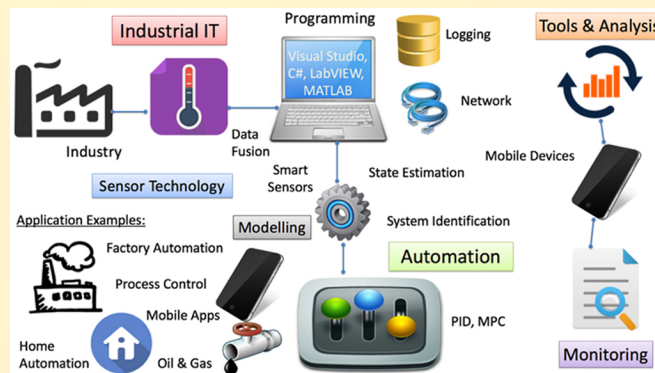 Industrial IT
Programming
Visual Studio,
C#, LabVIEW,
MATLAB
Logging
Tools & Analysis
Network
Industry
Data
Fusion
Mobile Devices
Smart
Sensors
State Estimation
Sensor Technology
System Identification
Application Examples:
Modelling
Factory Automation
Automation
Process Control
Mobile Apps
PID, MPC
Home
Automation
Oil & Gas
Monitoring